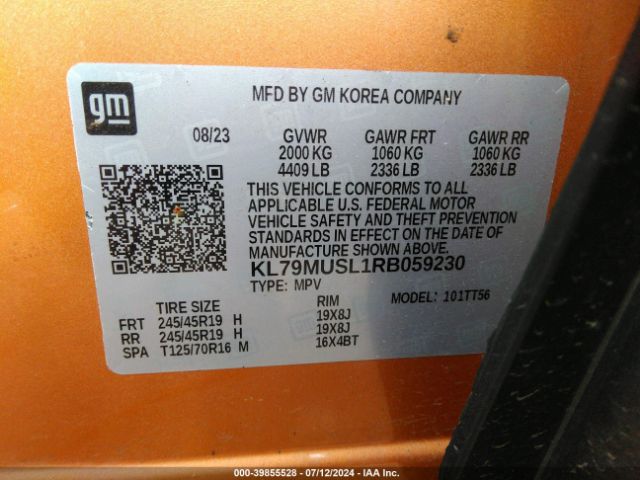 gm
MFD BY GM KOREA COMPANY
08/23 GVWR GAWR FRT GAWR RR
2000 KG 1060 KG 1060 KG
4409 LB 2336 LB 2336 LB
THIS VEHICLE CONFORMS TO ALL
APPLICABLE U.S. FEDERAL MOTOR
VEHICLE SAFETY AND THEFT PREVENTION
STANDARDS IN EFFECT ON THE DATE OF
MANUFACTURE SHOWN ABOVE.
KL79MUSL1RB059230
TYPE: MPV MODEL: 101TT56
TIRE SIZE RIM
FRT 245/45R19 H 19X8J
RR 245/45R19 H 19X8J
SPA T125/70R16 M 16X4BT
000-39855528 - 07/12/2024 - IAA Inc.